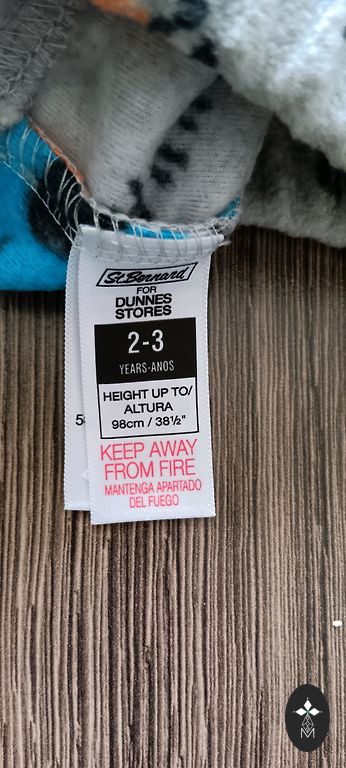 St.Bernard
FOR
DUNNES
STORES
2-3
YEARS-ANOS
HEIGHT UP TO/
ALTURA
98cm / 38½"
KEEP AWAY
FROM FIRE
MANTENGA APARTADO
DEL FUEGO